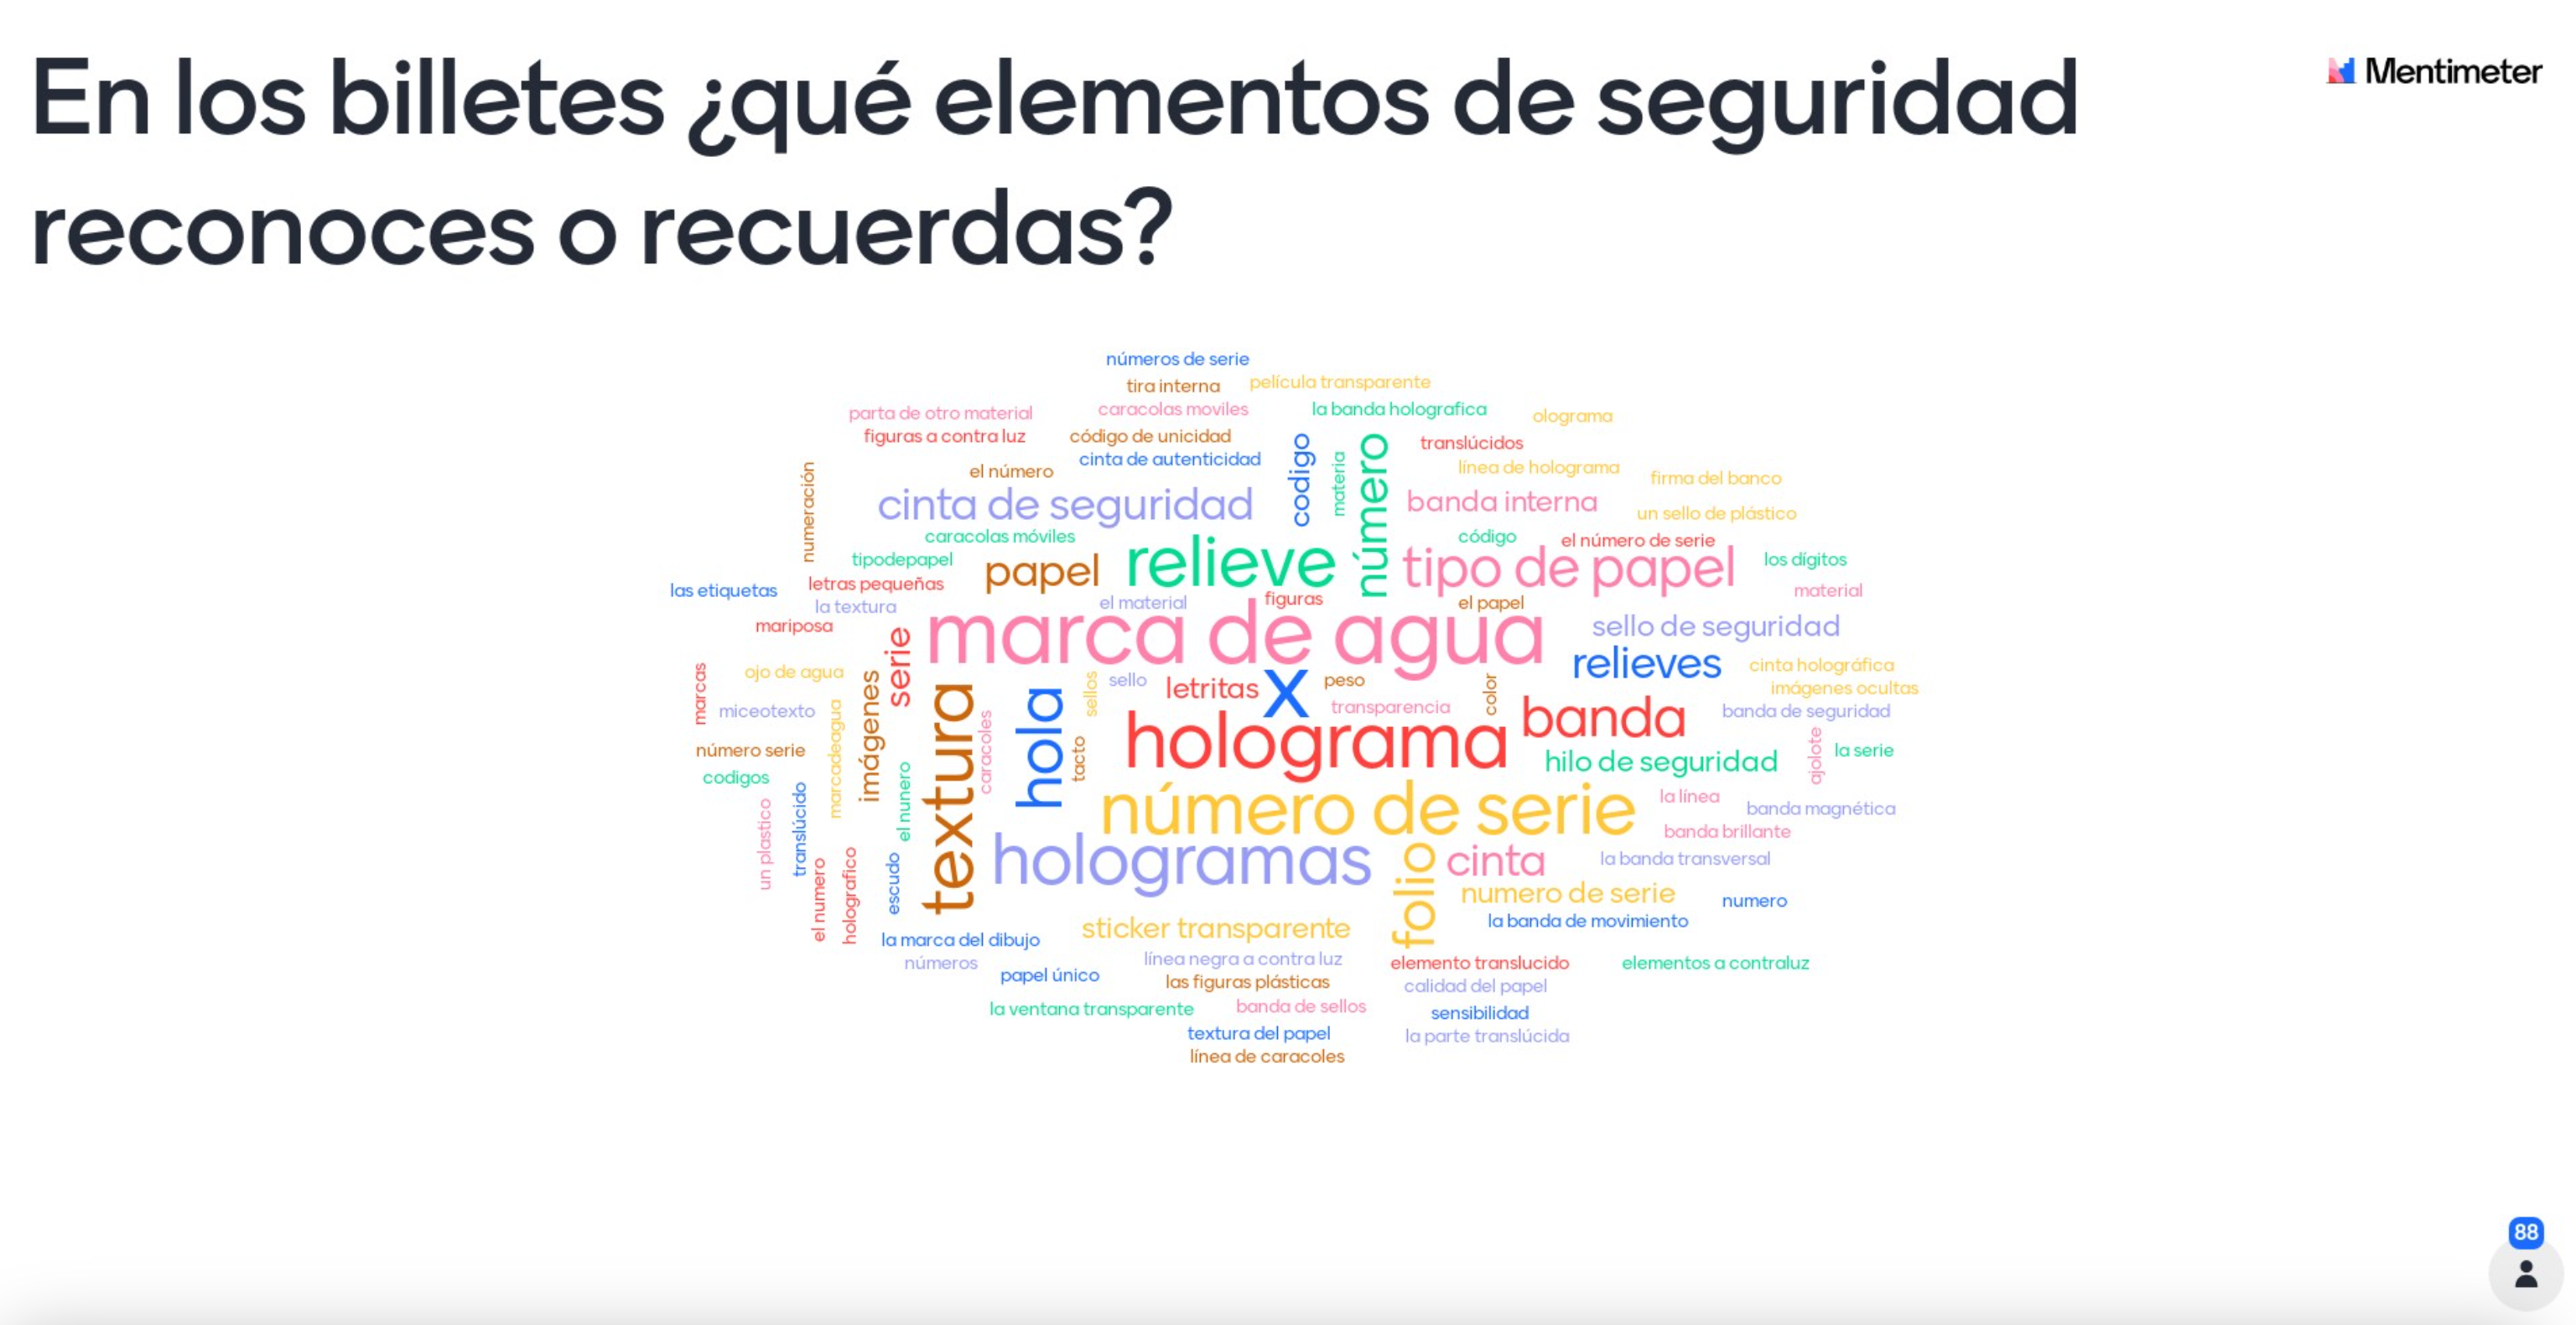 En los billetes ¿qué elementos de seguridad
reconoces o recuerdas?
Mentimeter
números de serie
tira interna
película transparente
parta de otro material
caracolas moviles
la banda holografica
olograma
figuras a contra luz
código de unicidad
codigo
número
translúcidos
cinta de autenticidad
materia
línea de holograma
numeración
el número
firma del banco
cinta de seguridad
banda interna
un sello de plástico
caracolas móviles
código
el número de serie
tipodepapel
papel
relieve
tipo de papel
los dígitos
las etiquetas
letras pequeñas
material
la textura
el material
figuras
el papel
mariposa
serie
marca de agua
sello de seguridad
relieves
cinta holográfica
marcas
ojo de agua
imágenes
sellos
sello
letritas
x
peso
color
imágenes ocultas
miceotexto
marcadeagua
textura
caracoles
hola
transparencia
banda
banda de seguridad
número serie
tacto
holograma
hilo de seguridad
ajolote
la serie
codigos
translúcido
el nunero
número de serie
la línea
banda magnética
un plastico
banda brillante
el numero
holografico
escudo
hologramas
folio
cinta
la banda transversal
numero de serie
numero
sticker transparente
la banda de movimiento
la marca del dibujo
números
línea negra a contra luz
elemento translucido
elementos a contraluz
papel único
las figuras plásticas
calidad del papel
la ventana transparente
banda de sellos
sensibilidad
textura del papel
la parte translúcida
línea de caracoles
88